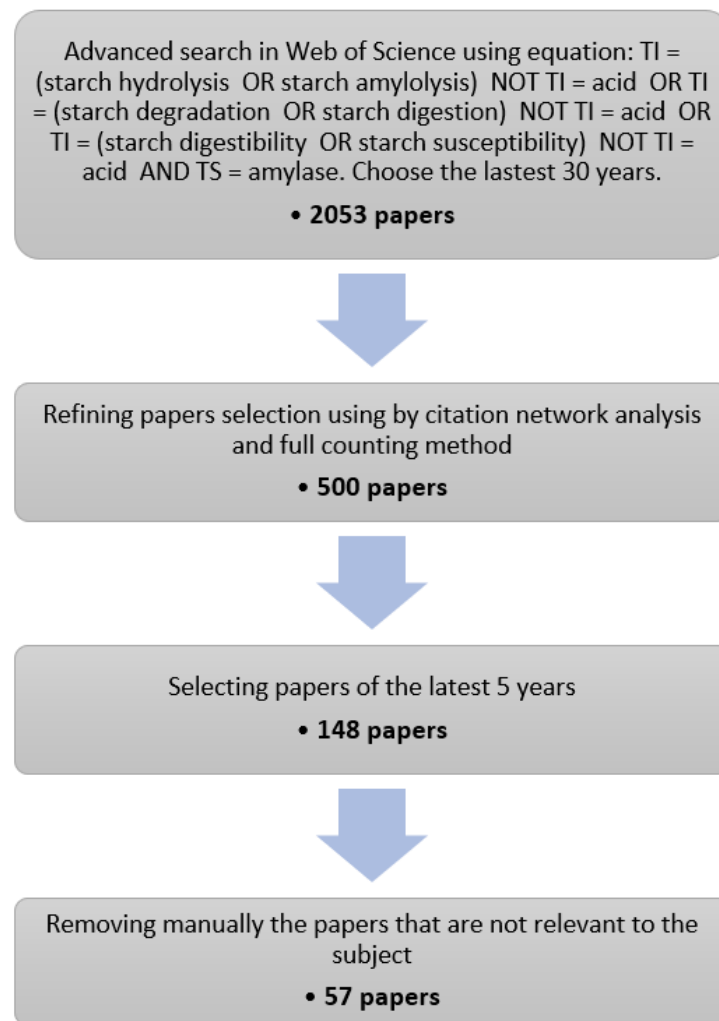 Advanced search in Web of Science using equation: TI =
(starch hydrolysis OR starch amylolysis) NOT TI = acid OR TI
= (starch degradation OR starch digestion) NOT TI = acid OR
TI = (starch digestibility OR starch susceptibility) NOT TI =
acid AND TS = amylase. Choose the lastest 30 years.
• 2053 papers
Refining papers selection using by citation network analysis
and full counting method
• 500 papers
Selecting papers of the latest 5 years
• 148 papers
Removing manually the papers that are not relevant to the
subject
• 57 papers